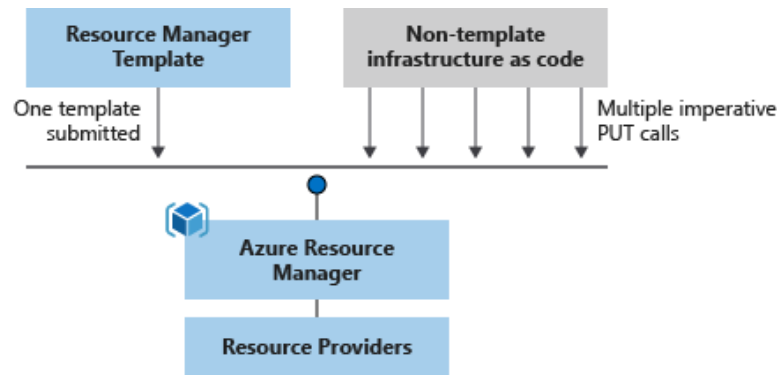 Resource Manager
Template
Non-template
infrastructure as code
One template
submitted
Multiple imperative
PUT calls
Azure Resource
Manager
Resource Providers